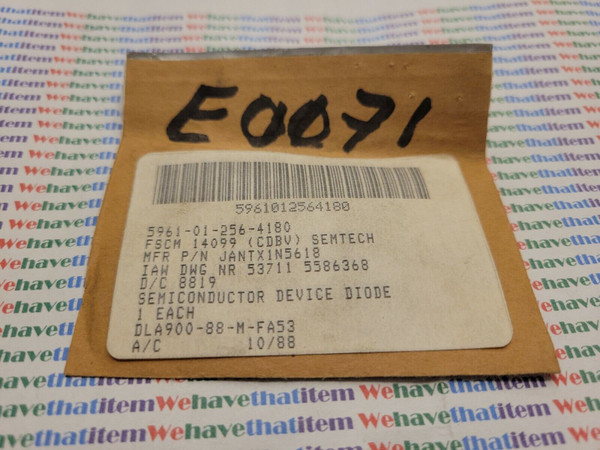 E0071
5961012564180
5961-01-256-4180
FSCM 14099 (CDBV) SEMTECH
MFR P/N JANTX1N5618
IAW DWG NR 53711 5586368
D/C 8819
SEMICONDUCTOR DEVICE DIODE
1 EACH
DLA900-88-M-FA53
A/C 10/88
Wehavethatitem